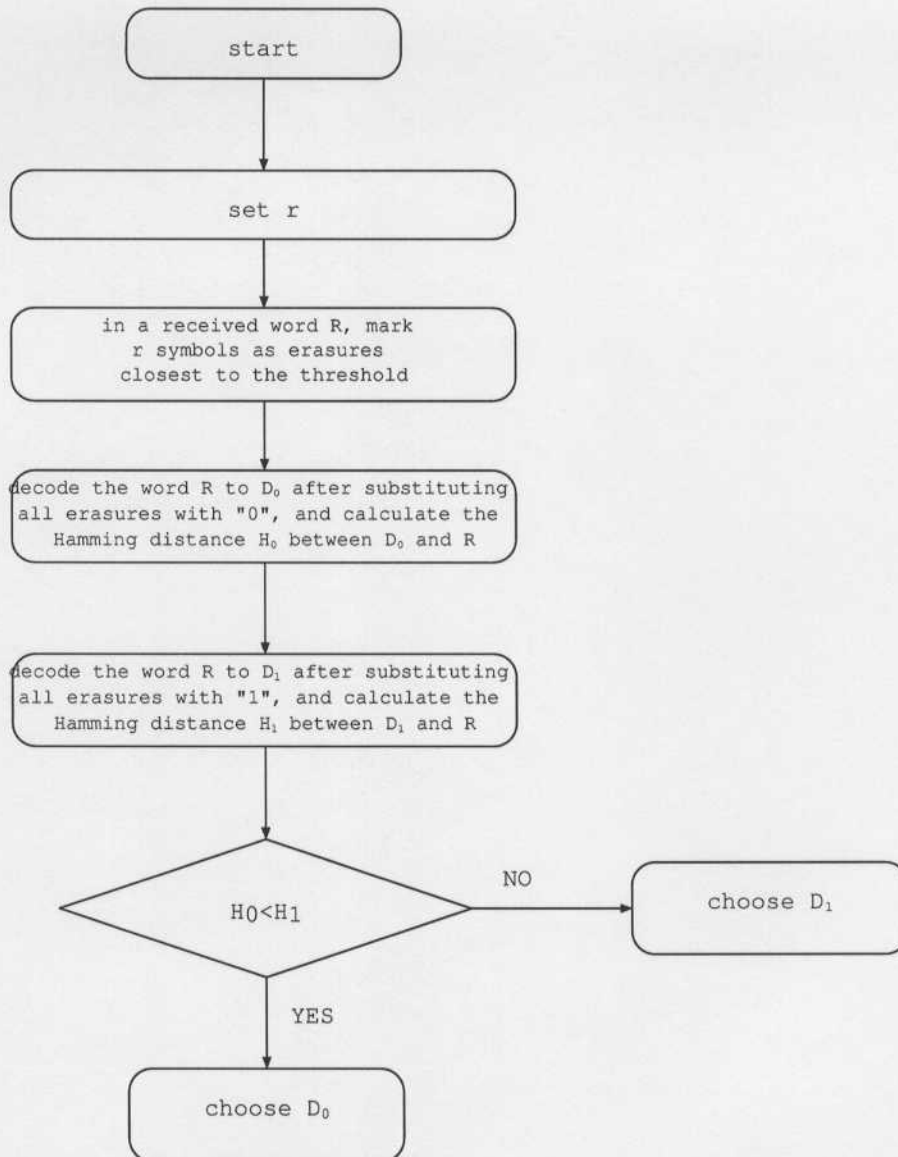 start
set r
in a received word R, mark
r symbols as erasures
closest to the threshold
decode the word R to D₀ after substituting
all erasures with "0", and calculate the
Hamming distance H₀ between D₀ and R
decode the word R to D₁ after substituting
all erasures with "1", and calculate the
Hamming distance H₁ between D₁ and R
H0<H1
NO
choose D₁
YES
choose D₀